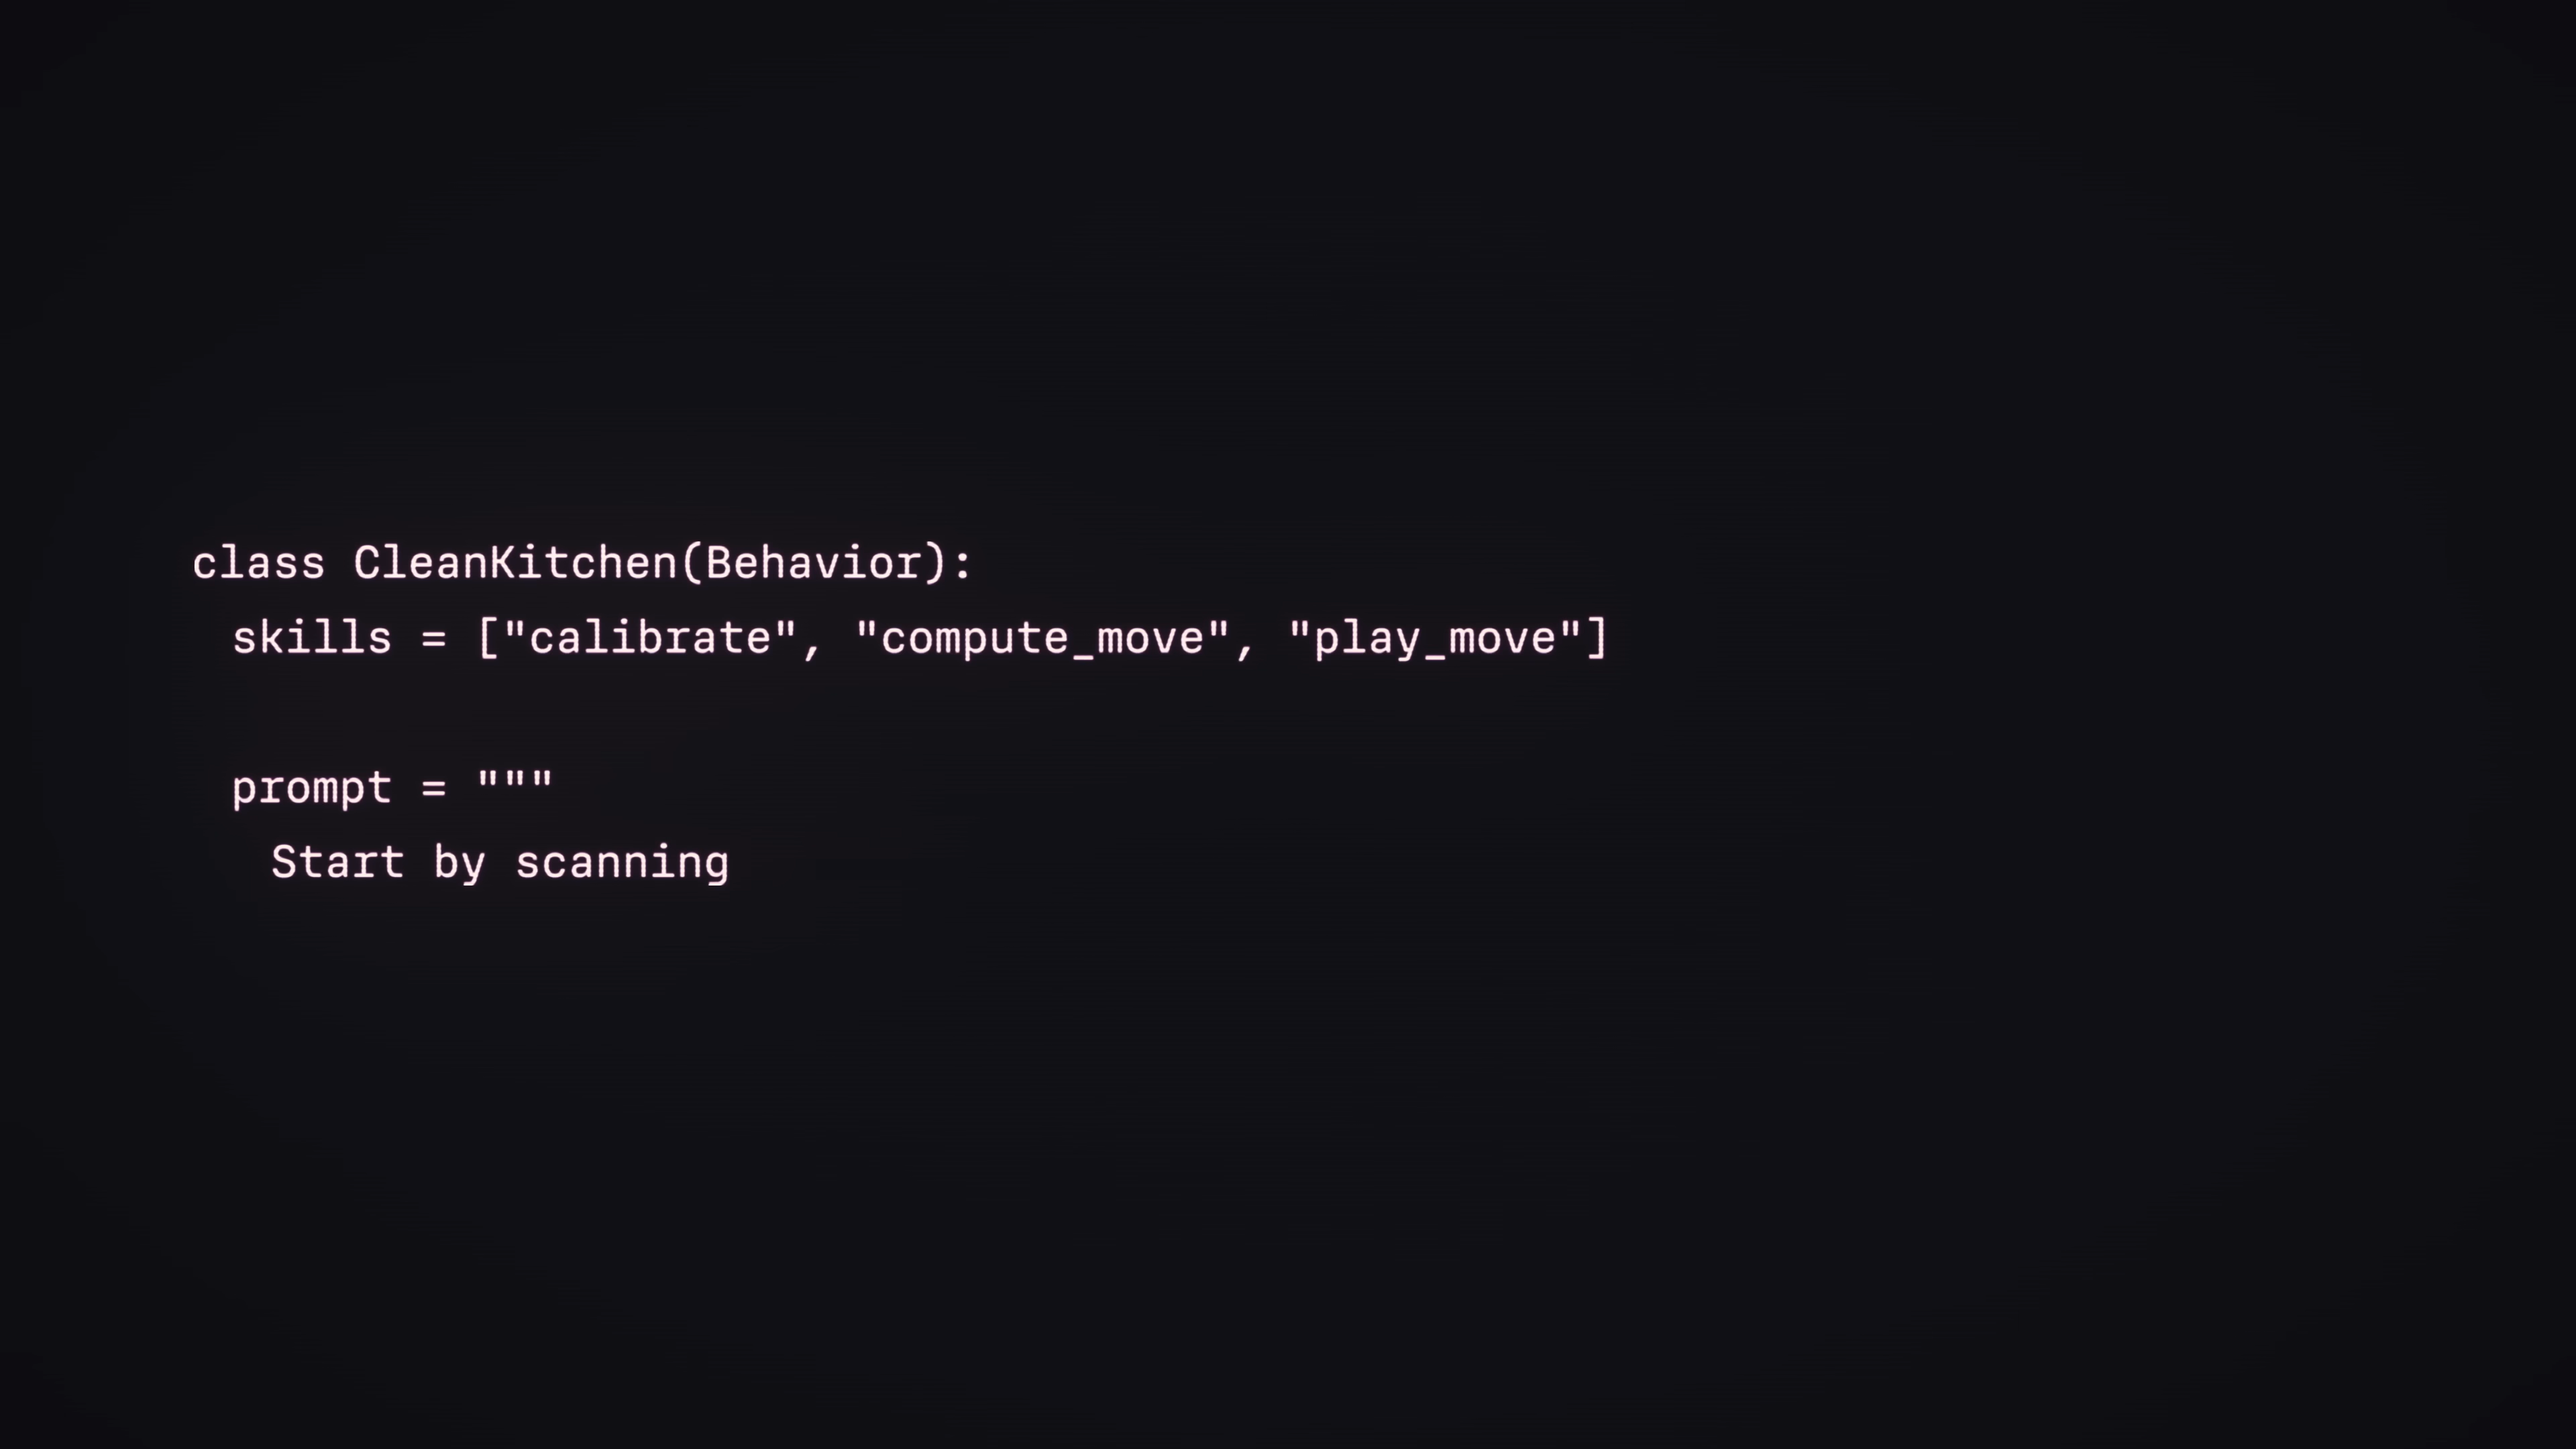 class CleanKitchen(Behavior):
skills = ["calibrate", "compute_move", "play_move"]
prompt = """
Start by scanning